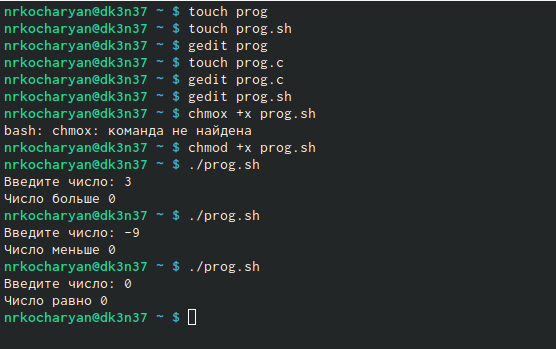 nrkocharyan@dk3n37 ~ $ touch prog
nrkocharyan@dk3n37 ~ $ touch prog.sh
nrkocharyan@dk3n37 ~ $ gedit prog
nrkocharyan@dk3n37 ~ $ touch prog.c
nrkocharyan@dk3n37 ~ $ gedit prog.c
nrkocharyan@dk3n37 ~ $ gedit prog.sh
nrkocharyan@dk3n37 ~ $ chmox +x prog.sh
bash: chmox: команда не найдена
nrkocharyan@dk3n37 ~ $ chmod +x prog.sh
nrkocharyan@dk3n37 ~ $ ./prog.sh
Введите число: 3
Число больше 0
nrkocharyan@dk3n37 ~ $ ./prog.sh
Введите число: -9
Число меньше 0
nrkocharyan@dk3n37 ~ $ ./prog.sh
Введите число: 0
Число равно 0
nrkocharyan@dk3n37 ~ $